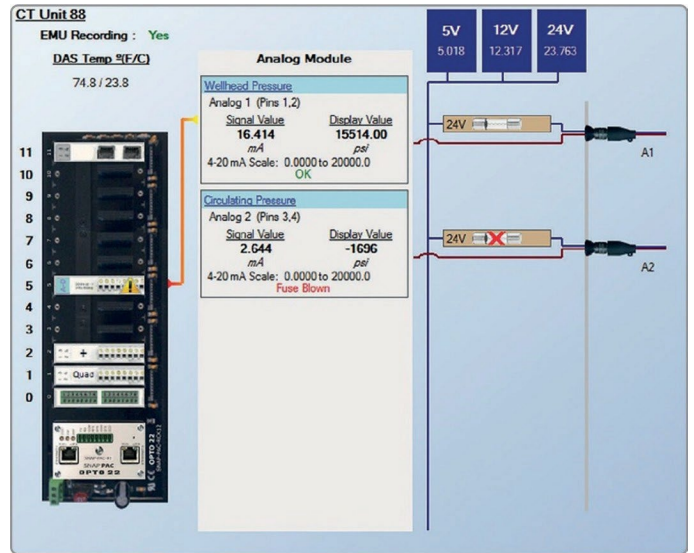 CT Unit 88
EMU Recording : Yes
DAS Temp º(F/C)
74.8 / 23.8
11
10
9
8
7
6
5
4
3
2
1
0
+
Quad
SNAP PAC
OPTO 22
OPTO 22
SNAP-PAC-RCK12
Analog Module
Wellhead Pressure
Analog 1 (Pins 1,2)
Signal Value Display Value
16.414 15514.00
mA psi
4-20 mA Scale: 0.0000 to 20000.0
OK
Circulating Pressure
Analog 2 (Pins 3,4)
Signal Value Display Value
2.644 -1696
mA psi
4-20 mA Scale: 0.0000 to 20000.0
Fuse Blown
5V 12V 24V
5.018 12.317 23.763
24V
A1
24V
A2